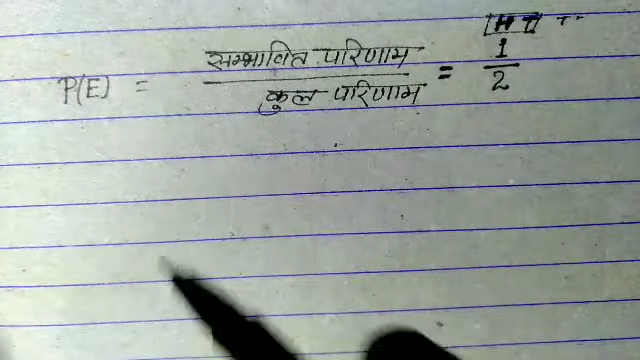 [H T]
P(E) = सम्भावित परिणाम / कुल परिणाम = 1/2